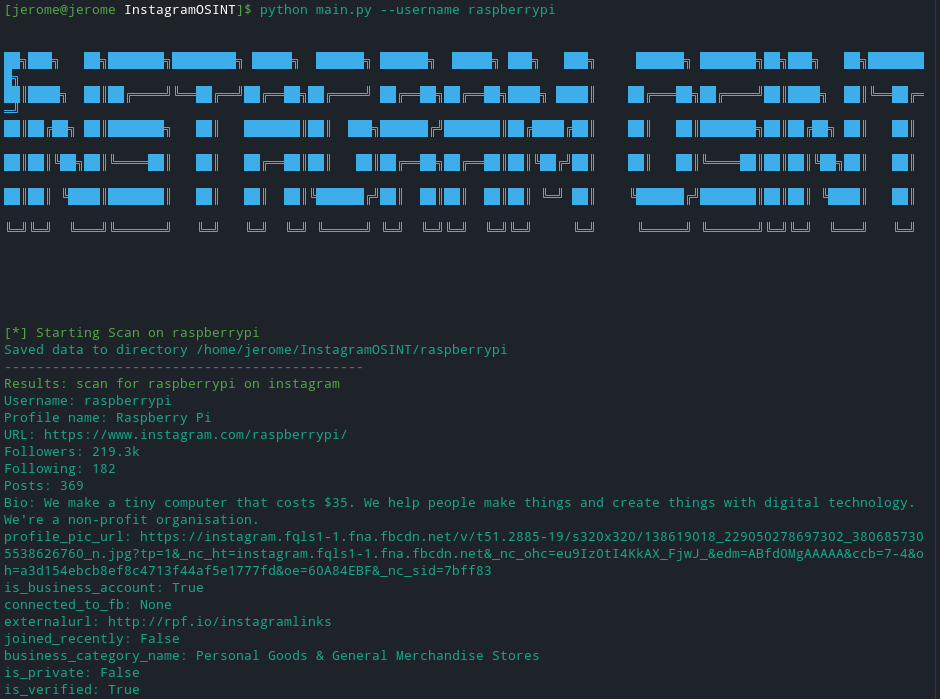 [jerome@jerome InstagramOSINT]$ python main.py --username raspberrypi
INSTAGRAM OSINT
[*] Starting Scan on raspberrypi
Saved data to directory /home/jerome/InstagramOSINT/raspberrypi
---------------------------------------------
Results: scan for raspberrypi on instagram
Username: raspberrypi
Profile name: Raspberry Pi
URL: https://www.instagram.com/raspberrypi/
Followers: 219.3k
Following: 182
Posts: 369
Bio: We make a tiny computer that costs $35. We help people make things and create things with digital technology.
We're a non-profit organisation.
profile_pic_url: https://instagram.fqls1-1.fna.fbcdn.net/v/t51.2885-19/s320x320/138619018_229050278697302_380685730
5538626760_n.jpg?tp=1&_nc_ht=instagram.fqls1-1.fna.fbcdn.net&_nc_ohc=eu9Iz0tI4KkAX_FjwJ_&edm=ABfd0MgAAAAA&ccb=7-4&o
h=a3d154ebcb8ef8c4713f44af5e1777fd&oe=60A84EBF&_nc_sid=7bff83
is_business_account: True
connected_to_fb: None
externalurl: http://rpf.io/instagramlinks
joined_recently: False
business_category_name: Personal Goods & General Merchandise Stores
is_private: False
is_verified: True